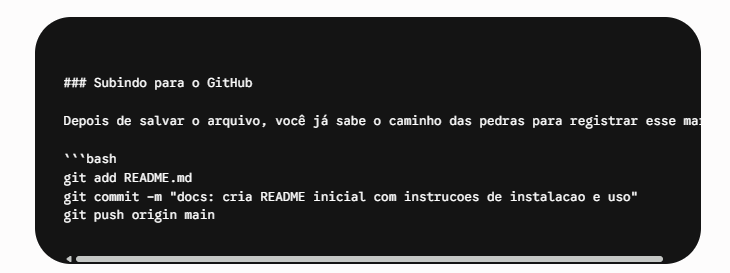 ### Subindo para o GitHub
Depois de salvar o arquivo, você já sabe o caminho das pedras para registrar esse
```bash
git add README.md
git commit -m "docs: cria README inicial com instrucoes de instalacao e uso"
git push origin main